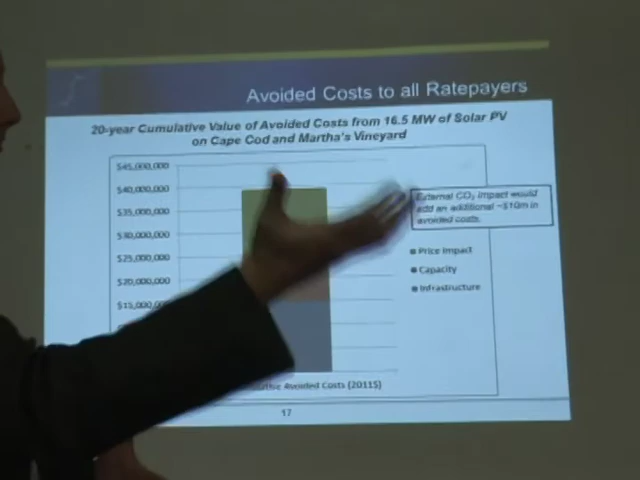 Avoided Costs to all Ratepayers
20-year Cumulative Value of Avoided Costs from 16.5 MW of Solar PV
on Cape Cod and Martha's Vineyard
$45,000,000
$40,000,000
$35,000,000
$30,000,000
$25,000,000
$20,000,000
$15,000,000
External CO₂ impact would
add an additional ~$10m in
avoided costs.
Price Impact
Capacity
Infrastructure
Avoided Costs (2011$)
17